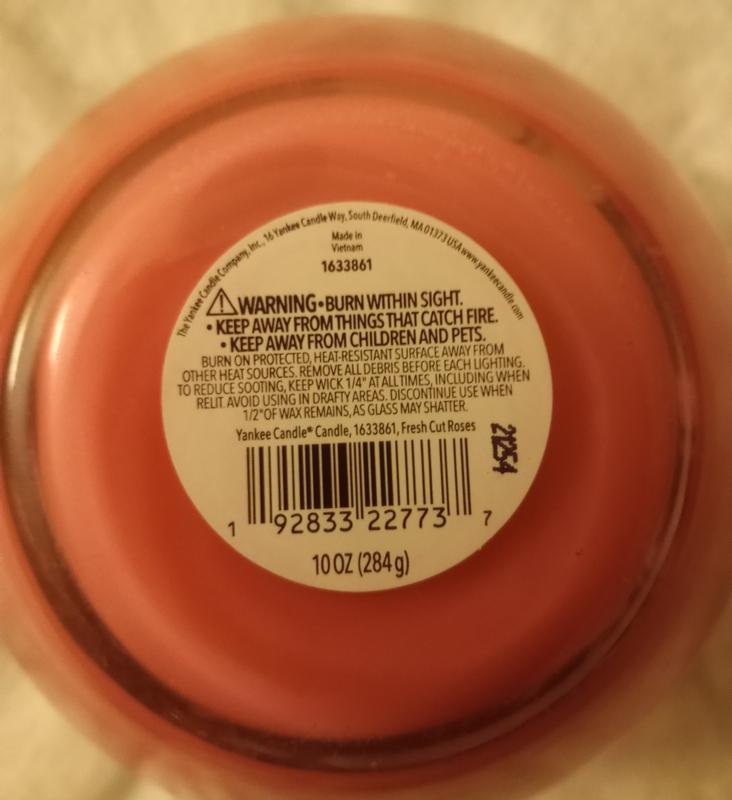 The Yankee Candle Company, Inc., 16 Yankee Candle Way, South Deerfield, MA 01373 USA www.yankeecandle.com
Made in
Vietnam
1633861
WARNING • BURN WITHIN SIGHT.
• KEEP AWAY FROM THINGS THAT CATCH FIRE.
• KEEP AWAY FROM CHILDREN AND PETS.
BURN ON PROTECTED, HEAT-RESISTANT SURFACE AWAY FROM
OTHER HEAT SOURCES. REMOVE ALL DEBRIS BEFORE EACH LIGHTING.
TO REDUCE SOOTING, KEEP WICK 1/4" AT ALL TIMES, INCLUDING WHEN
RELIT. AVOID USING IN DRAFTY AREAS. DISCONTINUE USE WHEN
1/2" OF WAX REMAINS, AS GLASS MAY SHATTER.
Yankee Candle® Candle, 1633861, Fresh Cut Roses
21254
1 92833 22773 7
10 OZ (284 g)